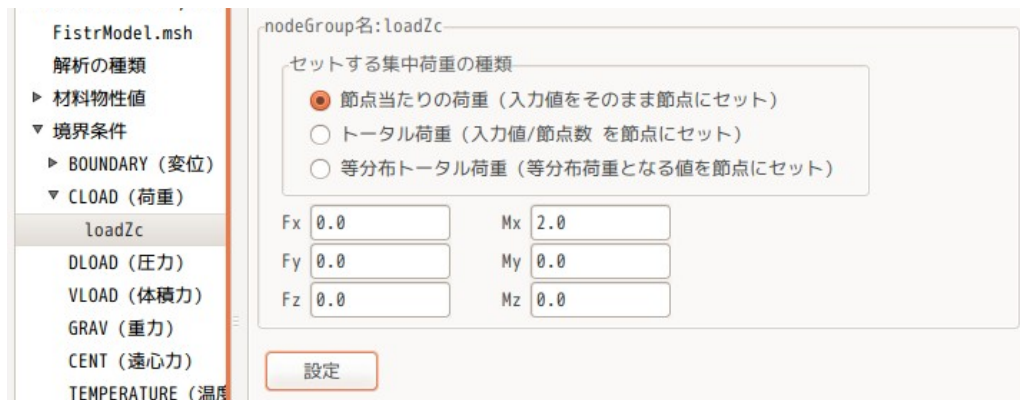 FistrModel.msh
解析の種類
材料物性値
境界条件
BOUNDARY (変位)
CLOAD (荷重)
loadZc
DLOAD (圧力)
VLOAD (体積力)
GRAV (重力)
CENT (遠心力)
TEMPERATURE (温度
nodeGroup名:loadZc
セットする集中荷重の種類
節点当たりの荷重 (入力値をそのまま節点にセット)
トータル荷重 (入力値/節点数 を節点にセット)
等分布トータル荷重 (等分布荷重となる値を節点にセット)
Fx 0.0 Mx 2.0
Fy 0.0 My 0.0
Fz 0.0 Mz 0.0
設定